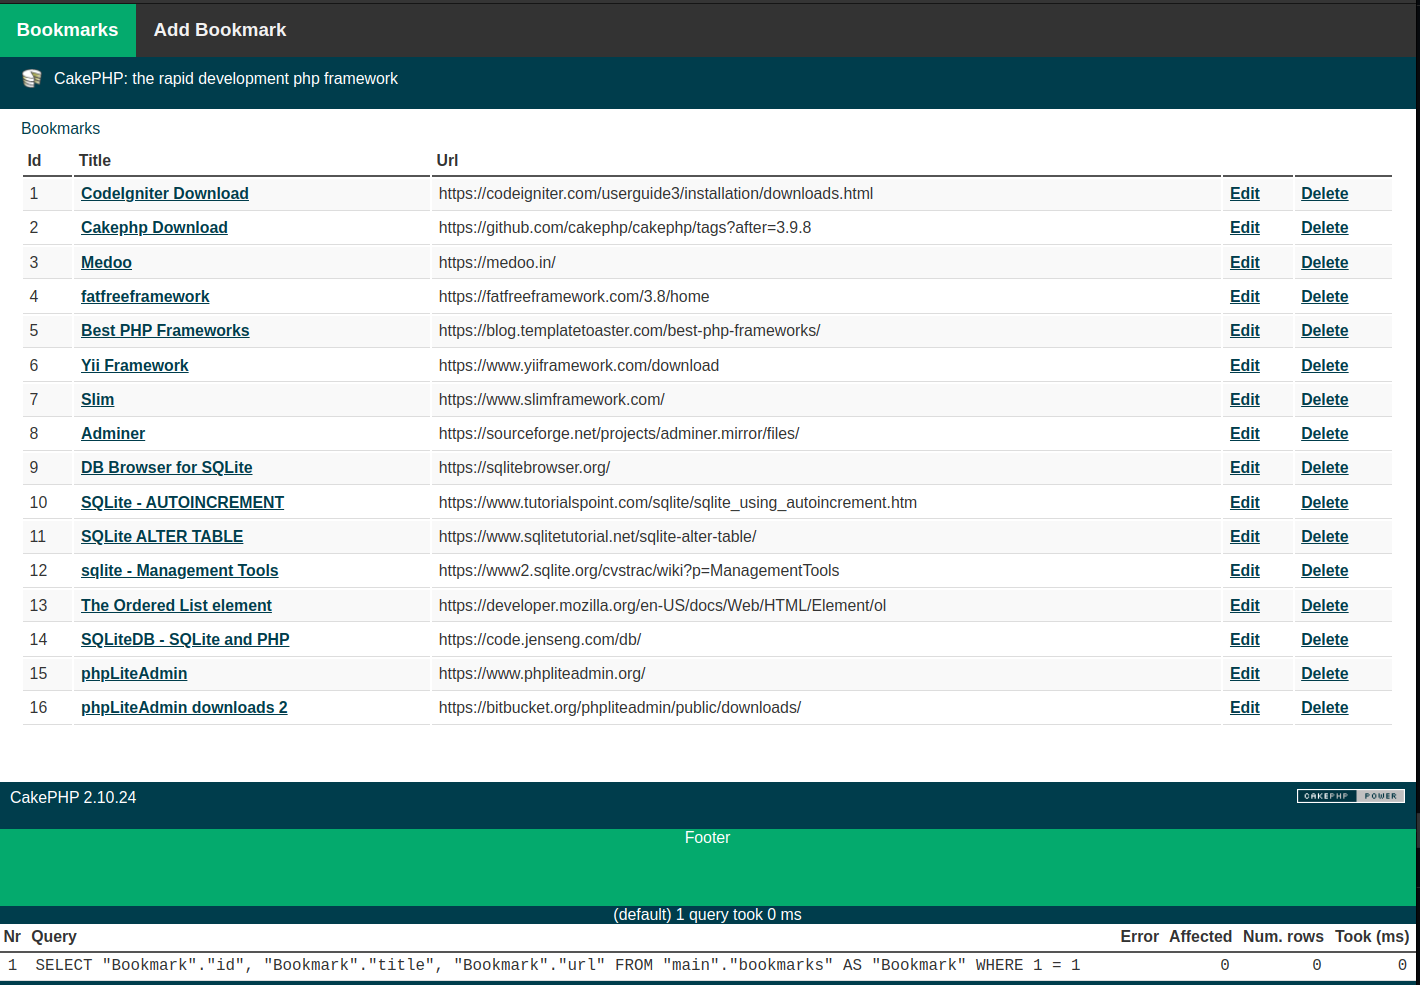 Bookmarks Add Bookmark
CakePHP: the rapid development php framework
Bookmarks
Id Title Url
1 CodeIgniter Download https://codeigniter.com/userguide3/installation/downloads.html Edit Delete
2 Cakephp Download https://github.com/cakephp/cakephp/tags?after=3.9.8 Edit Delete
3 Medoo https://medoo.in/ Edit Delete
4 fatfreeframework https://fatfreeframework.com/3.8/home Edit Delete
5 Best PHP Frameworks https://blog.templatetoaster.com/best-php-frameworks/ Edit Delete
6 Yii Framework https://www.yiiframework.com/download Edit Delete
7 Slim https://www.slimframework.com/ Edit Delete
8 Adminer https://sourceforge.net/projects/adminer.mirror/files/ Edit Delete
9 DB Browser for SQLite https://sqlitebrowser.org/ Edit Delete
10 SQLite - AUTOINCREMENT https://www.tutorialspoint.com/sqlite/sqlite_using_autoincrement.htm Edit Delete
11 SQLite ALTER TABLE https://www.sqlitetutorial.net/sqlite-alter-table/ Edit Delete
12 sqlite - Management Tools https://www2.sqlite.org/cvstrac/wiki?p=ManagementTools Edit Delete
13 The Ordered List element https://developer.mozilla.org/en-US/docs/Web/HTML/Element/ol Edit Delete
14 SQLiteDB - SQLite and PHP https://code.jenseng.com/db/ Edit Delete
15 phpLiteAdmin https://www.phpliteadmin.org/ Edit Delete
16 phpLiteAdmin downloads 2 https://bitbucket.org/phpliteadmin/public/downloads/ Edit Delete
CakePHP 2.10.24 CAKEPHP POWER
Footer
(default) 1 query took 0 ms
Nr Query Error Affected Num. rows Took (ms)
1 SELECT "Bookmark"."id", "Bookmark"."title", "Bookmark"."url" FROM "main"."bookmarks" AS "Bookmark" WHERE 1 = 1 0 0 0